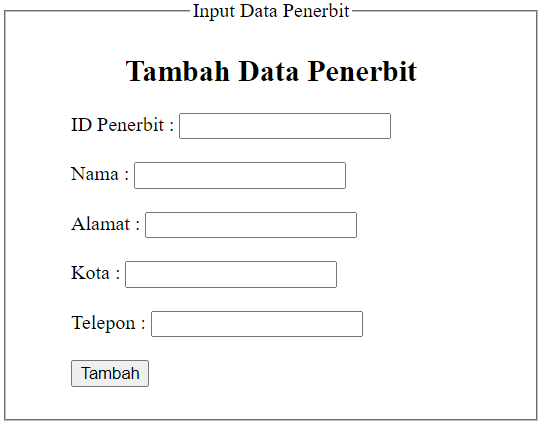 Input Data Penerbit
Tambah Data Penerbit
ID Penerbit :
Nama :
Alamat :
Kota :
Telepon :
Tambah